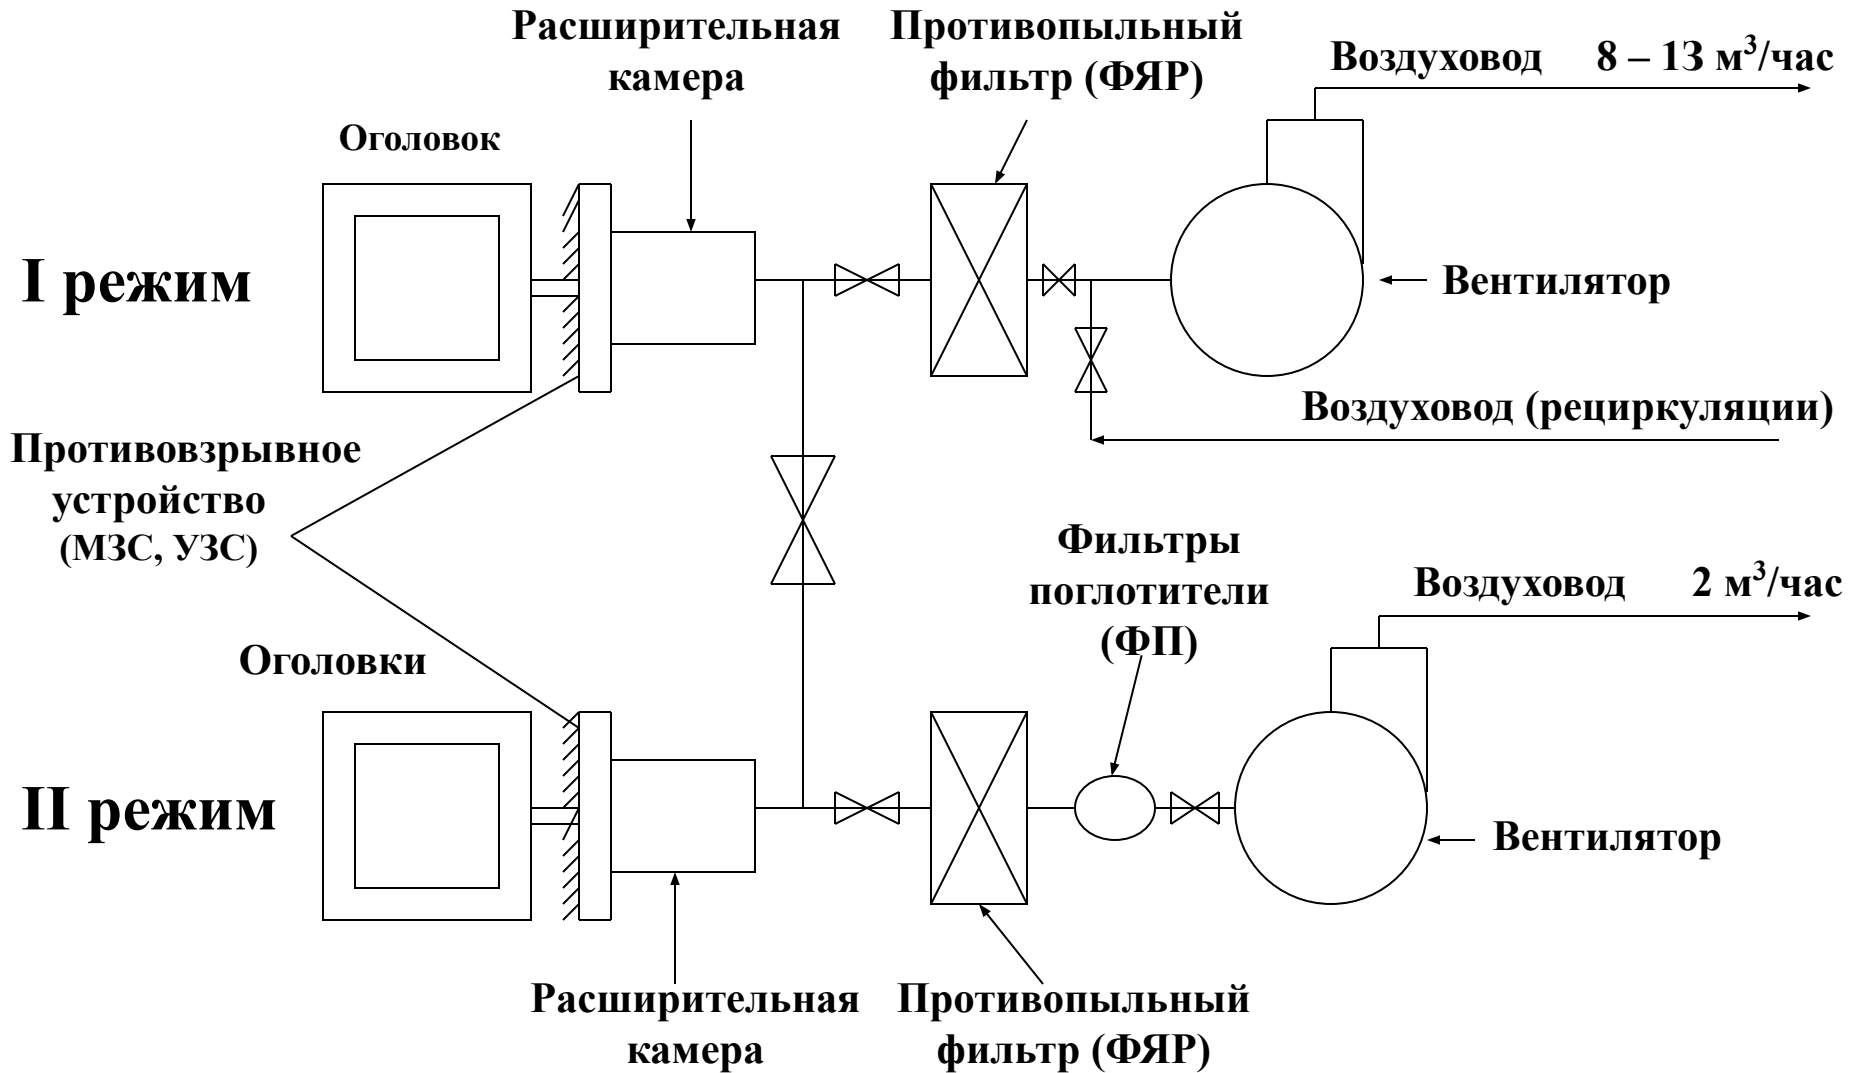 Расширительная
камера
Противопыльный
фильтр (ФЯР)
Воздуховод 8 – 13 м³/час
Оголовок
I режим
Вентилятор
Воздуховод (рециркуляции)
Противовзрывное
устройство
(МЗС, УЗС)
Фильтры
поглотители
(ФП)
Воздуховод 2 м³/час
Оголовки
II режим
Вентилятор
Расширительная
камера
Противопыльный
фильтр (ФЯР)